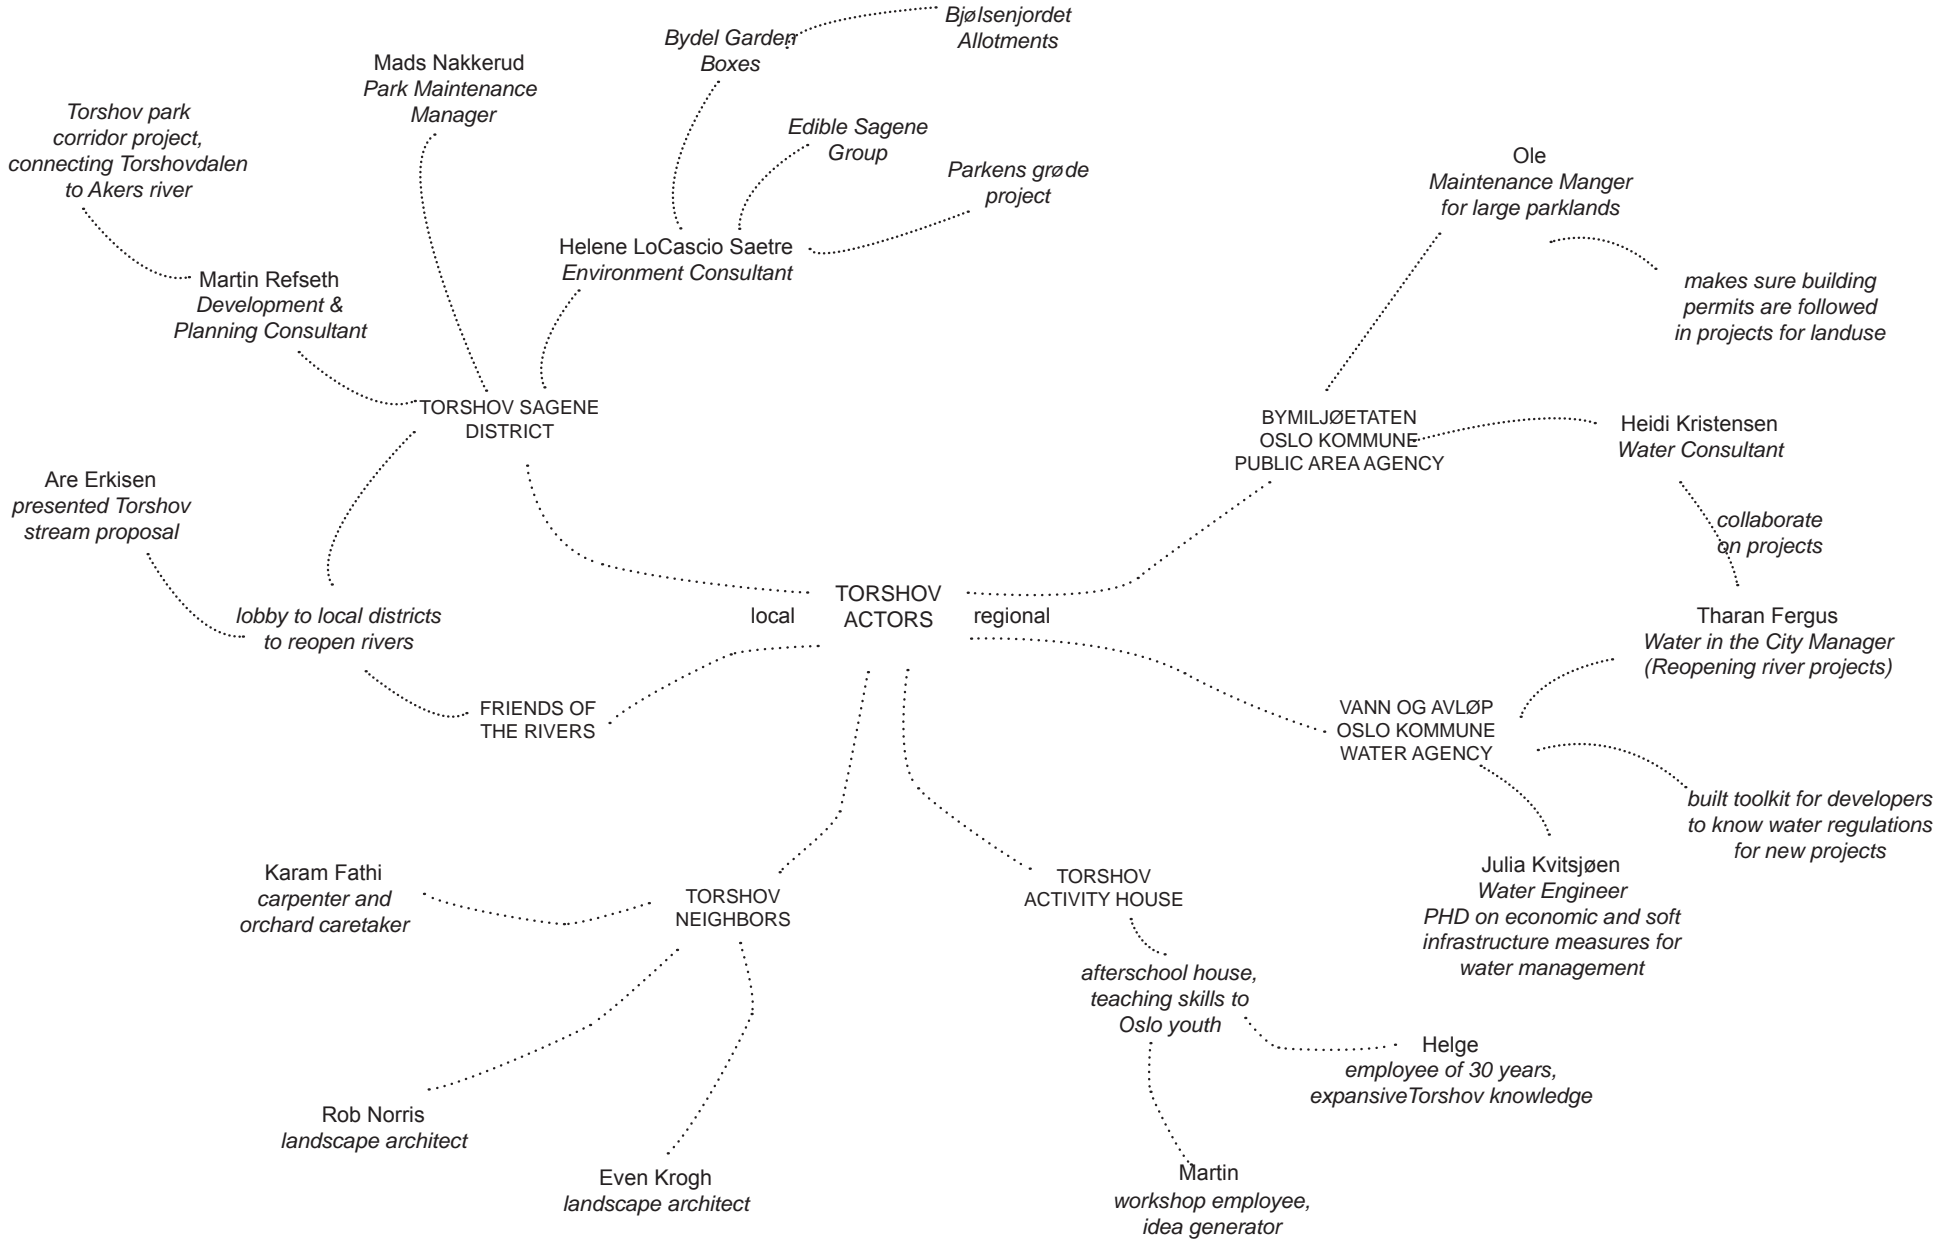 Bjølsenjordet
Allotments
Bydel Garden
Boxes
Mads Nakkerud
Park Maintenance
Manager
Torshov park
corridor project,
connecting Torshovdalen
to Akers river
Edible Sagene
Group
Parkens grøde
project
Ole
Maintenance Manger
for large parklands
Helene LoCascio Saetre
Environment Consultant
Martin Refseth
Development &
Planning Consultant
makes sure building
permits are followed
in projects for landuse
TORSHOV SAGENE
DISTRICT
BYMILJØETATEN
OSLO KOMMUNE
PUBLIC AREA AGENCY
Heidi Kristensen
Water Consultant
Are Erkisen
presented Torshov
stream proposal
collaborate
on projects
lobby to local districts
to reopen rivers
local
TORSHOV
ACTORS
regional
Tharan Fergus
Water in the City Manager
(Reopening river projects)
FRIENDS OF
THE RIVERS
VANN OG AVLØP
OSLO KOMMUNE
WATER AGENCY
built toolkit for developers
to know water regulations
for new projects
Karam Fathi
carpenter and
orchard caretaker
TORSHOV
NEIGHBORS
TORSHOV
ACTIVITY HOUSE
Julia Kvitsjøen
Water Engineer
PHD on economic and soft
infrastructure measures for
water management
afterschool house,
teaching skills to
Oslo youth
Helge
employee of 30 years,
expansiveTorshov knowledge
Rob Norris
landscape architect
Even Krogh
landscape architect
Martin
workshop employee,
idea generator